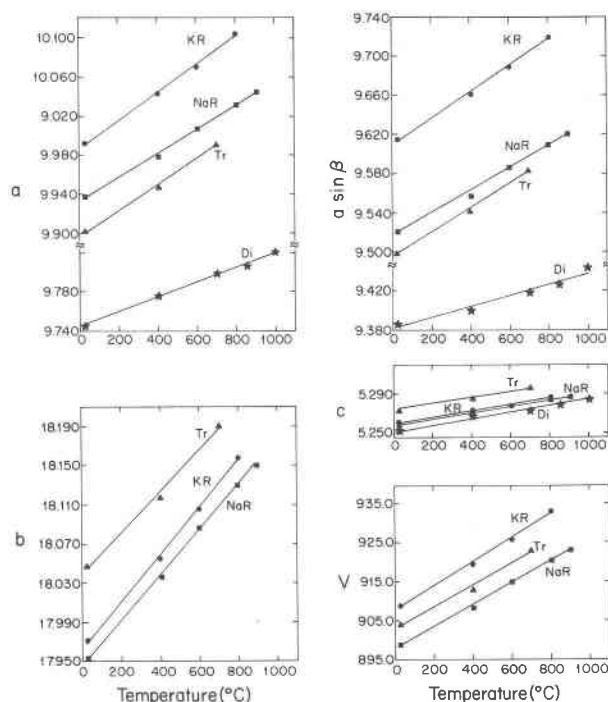 10.100
10.060
10.020
9.980
9.940
9.900
9.780
9.740
a
KR
NaR
Tr
Di
0 200 400 600 800 1000
9.740
9.700
9.660
9.620
9.580
9.540
9.500
9.420
9.380
a sin β
KR
NaR
Tr
Di
0 200 400 600 800 1000
5.290
5.250
c
Tr
NaR
KR
Di
0 200 400 600 800 1000
18.190
18.150
18.110
18.070
18.030
17.990
17.950
b
Tr
KR
NaR
0 200 400 600 800 1000
Temperature (°C)
935.0
925.0
915.0
905.0
895.0
V
KR
Tr
NaR
0 200 400 600 800 1000
Temperature (°C)